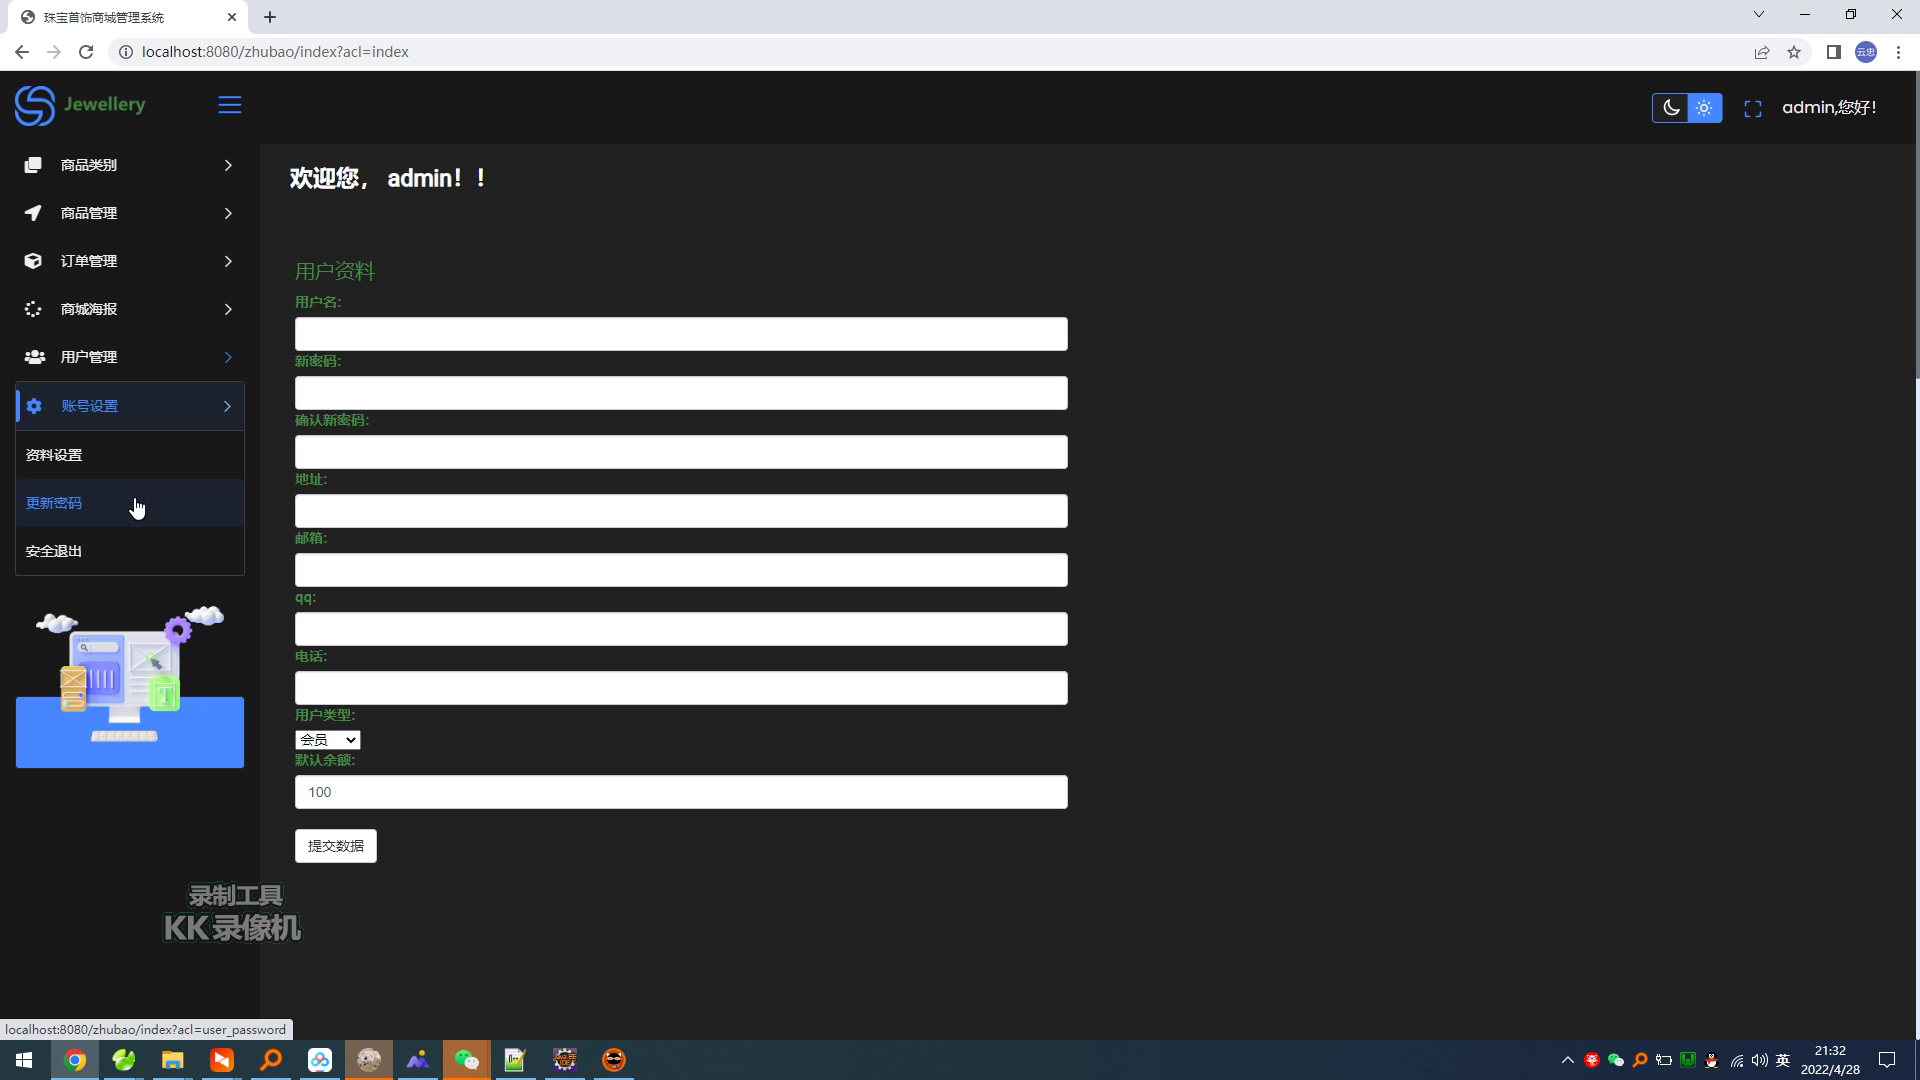 珠宝首饰商城管理系统
localhost:8080/zhubao/index?acl=index
云忠
Jewellery
admin,您好!
商品类别
商品管理
订单管理
商城海报
用户管理
账号设置
资料设置
更新密码
安全退出
欢迎您， admin！！
用户资料
用户名:
新密码:
确认新密码:
地址:
邮箱:
qq:
电话:
用户类型:
会员
默认余额:
100
提交数据
录制工具
KK录像机
localhost:8080/zhubao/index?acl=user_password
英
21:32
2022/4/28